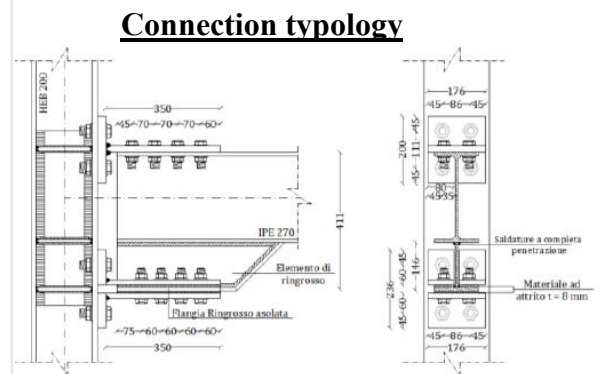 Connection typology
HEB 200
350
45 70 70 70 60
IPE 270
411
Elemento di
ringrosso
Flangia Ringrosso asolata
75 60 60 60 60
350
176
45 86 45
200
45 111 45
80
45 35
Saldature a completa
penetrazione
146
236
45 60 60 45
Materiale ad
attrito t = 8 mm
45 86 45
176